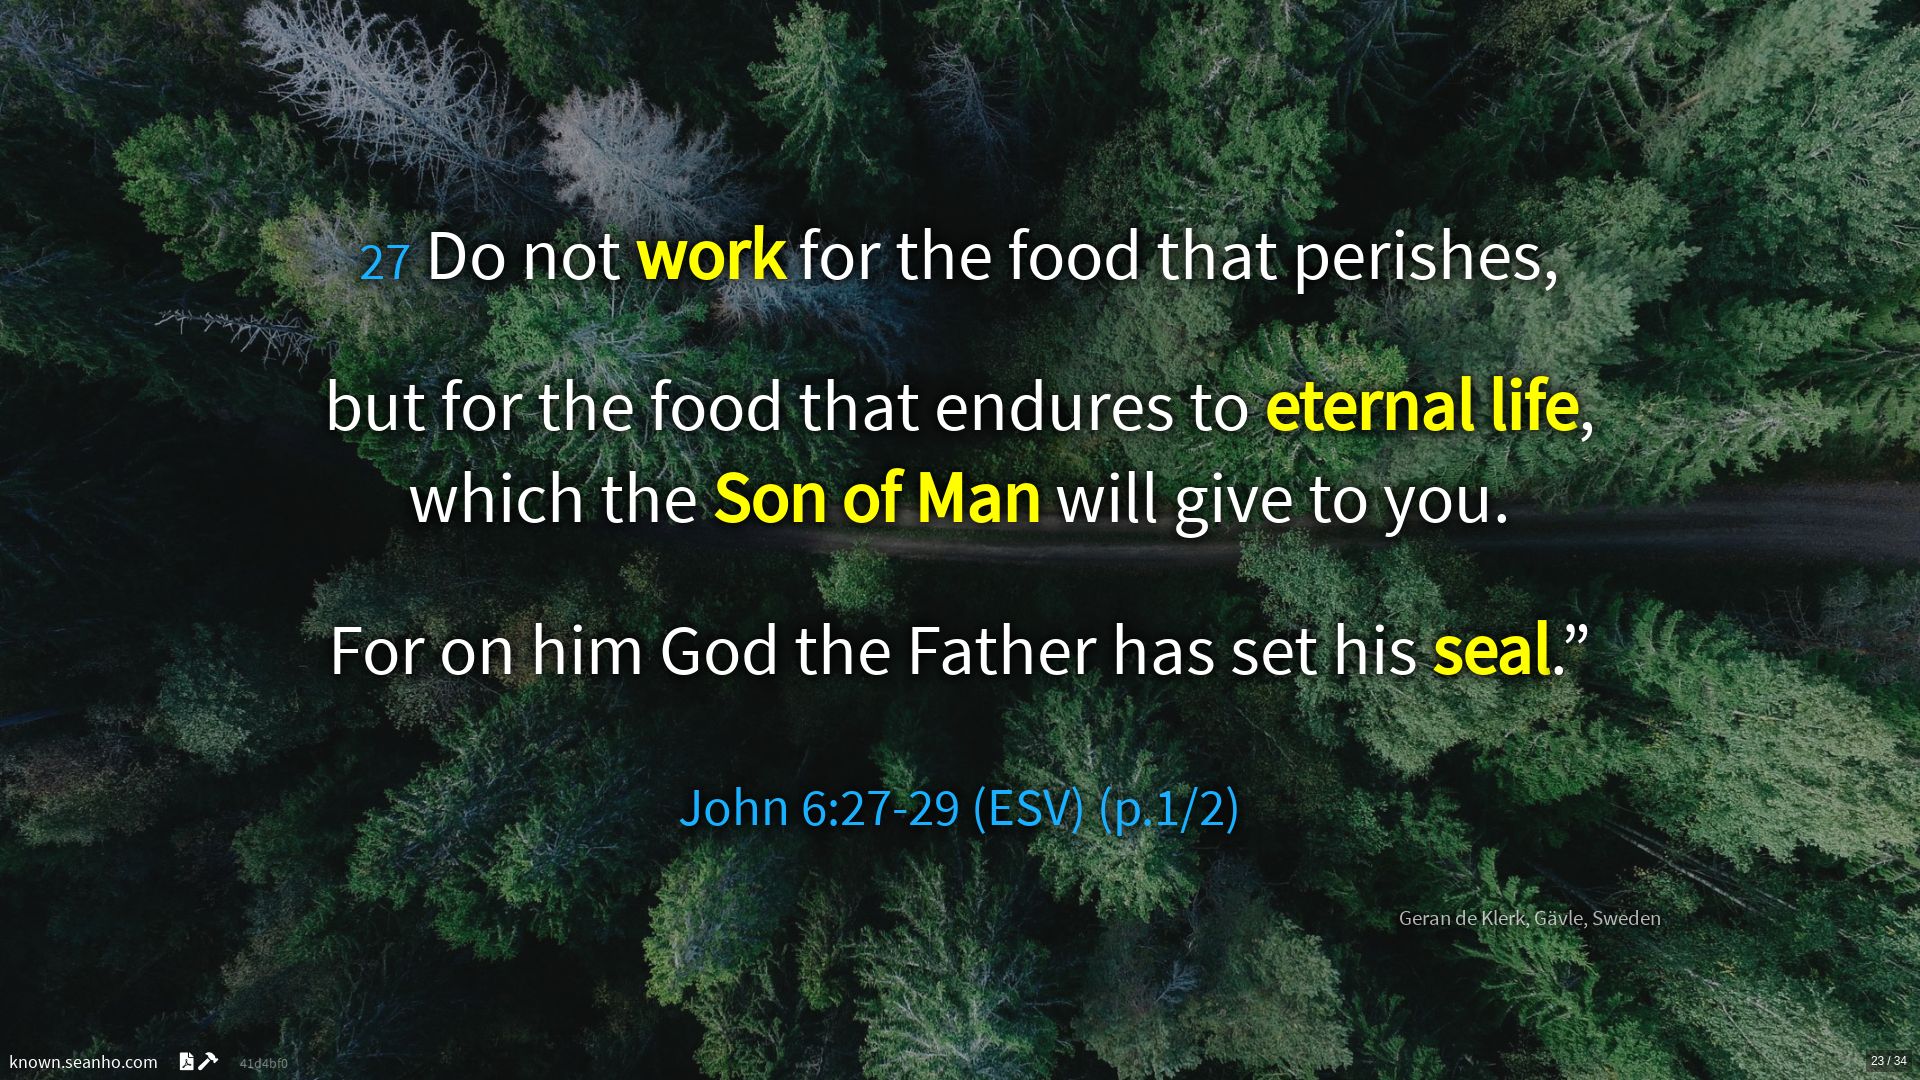 27 Do not work for the food that perishes,
but for the food that endures to eternal life,
which the Son of Man will give to you.
For on him God the Father has set his seal.”
John 6:27-29 (ESV) (p.1/2)
Geran de Klerk, Gävle, Sweden
known.seanho.com 41d4bf0
23 / 34